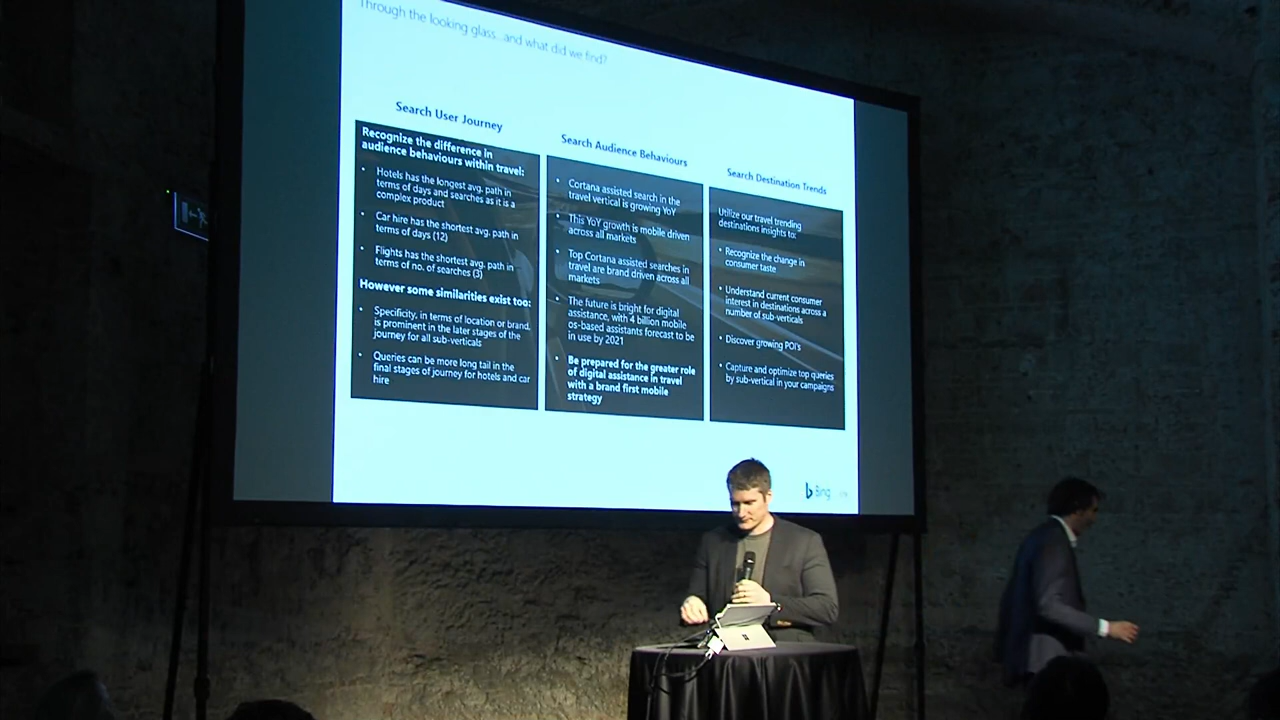 Through the looking glass...and what did we find?
Search User Journey
Recognize the difference in
audience behaviours within travel:
• Hotels has the longest avg. path in
terms of days and searches as it is a
complex product
• Car hire has the shortest avg. path in
terms of days (12)
• Flights has the shortest avg. path in
terms of no. of searches (3)
However some similarities exist too:
• Specificity, in terms of location or brand,
is prominent in the later stages of the
journey for all sub-verticals
• Queries can be more long tail in the
final stages of journey for hotels and car
hire
Search Audience Behaviours
• Cortana assisted search in the
travel vertical is growing YoY
• This YoY growth is mobile driven
across all markets
• Top Cortana assisted searches in
travel are brand driven across all
markets
• The future is bright for digital
assistance, with 4 billion mobile
os-based assistants forecast to be
in use by 2021
• Be prepared for the greater role
of digital assistance in travel
with a brand first mobile
strategy
Search Destination Trends
Utilize our travel trending
destinations insights to:
• Recognize the change in
consumer taste
• Understand current consumer
interest in destinations across a
number of sub-verticals
• Discover growing POI's
• Capture and optimize top queries
by sub-vertical in your campaigns
Bing